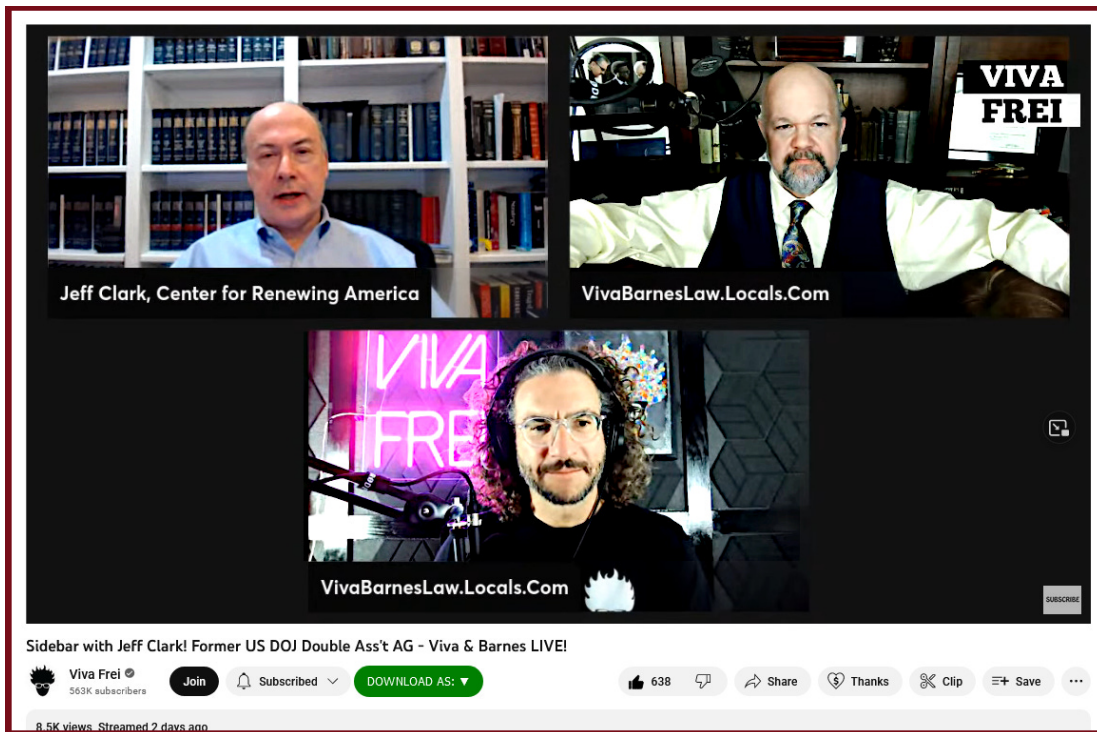 VIVA
FREI
Jeff Clark, Center for Renewing America
VivaBarnesLaw.Locals.Com
VIVA
FRE
VivaBarnesLaw.Locals.Com
SUBSCRIBE
Sidebar with Jeff Clark! Former US DOJ Double Ass't AG - Viva & Barnes LIVE!
Viva Frei
563K subscribers
Join
Subscribed
DOWNLOAD AS: ▼
638
Share
Thanks
Clip
Save
8.5K views Streamed 2 days ago